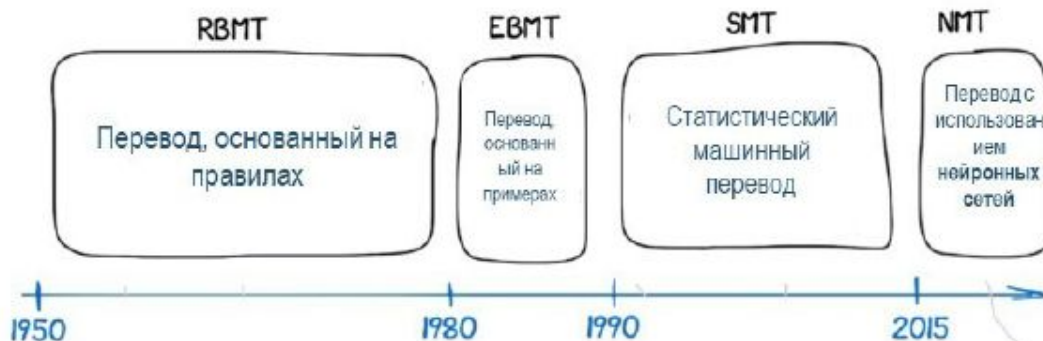 RBMT
EBMT
SMT
NMT
Перевод, основанный на
правилах
Перевод,
основанн
ый на
примерах
Статистический
машинный
перевод
Перевод с
использован
ием
нейронных
сетей
1950
1980
1990
2015